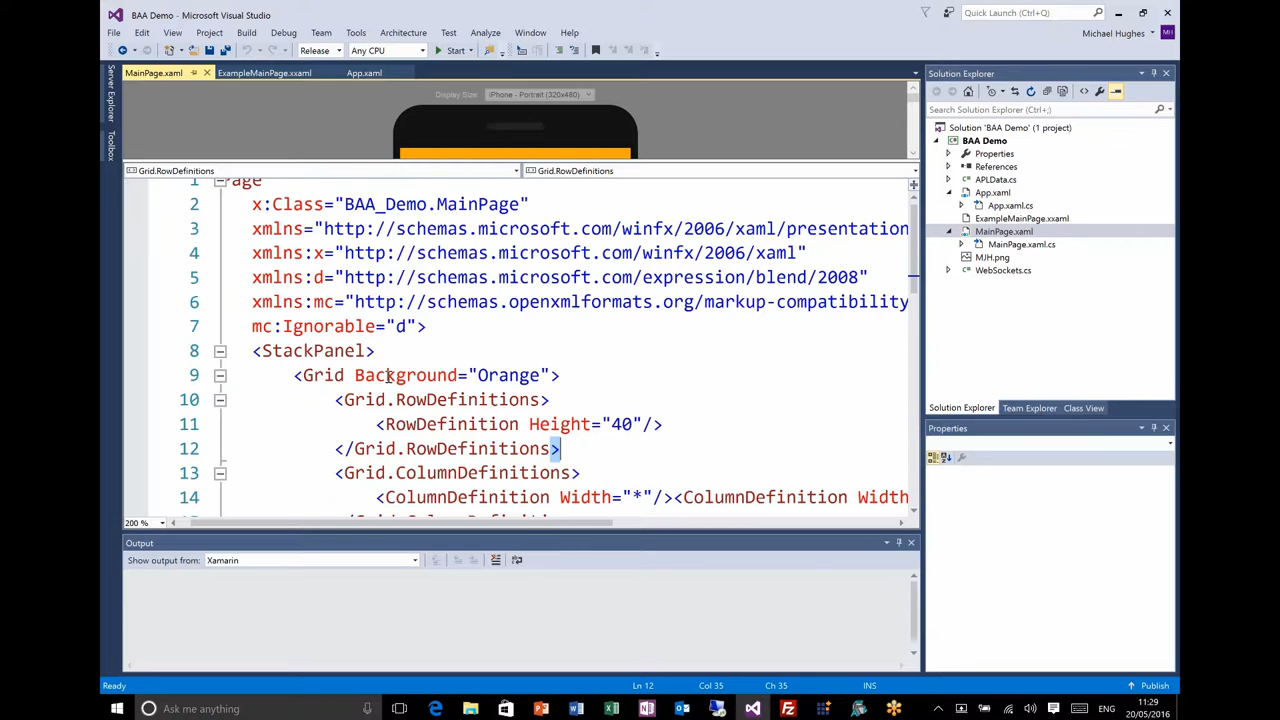 BAA Demo - Microsoft Visual Studio
Quick Launch (Ctrl+Q)
File Edit View Project Build Debug Team Tools Architecture Test Analyze Window Help
Michael Hughes MH
Release Any CPU Start
MainPage.xaml ExampleMainPage.xxaml App.xaml
Display Size iPhone - Portrait (320x480)
Grid.RowDefinitions Grid.RowDefinitions
1 Page
2 x:Class="BAA_Demo.MainPage"
3 xmlns="http://schemas.microsoft.com/winfx/2006/xaml/presentation
4 xmlns:x="http://schemas.microsoft.com/winfx/2006/xaml"
5 xmlns:d="http://schemas.microsoft.com/expression/blend/2008"
6 xmlns:mc="http://schemas.openxmlformats.org/markup-compatibility
7 mc:Ignorable="d">
8 <StackPanel>
9 <Grid Background="Orange">
10 <Grid.RowDefinitions>
11 <RowDefinition Height="40"/>
12 </Grid.RowDefinitions>
13 <Grid.ColumnDefinitions>
14 <ColumnDefinition Width="*"/><ColumnDefinition Width
200 %
Server Explorer
Toolbox
Output
Show output from: Xamarin
Solution Explorer
Search Solution Explorer (Ctrl+;)
Solution 'BAA Demo' (1 project)
BAA Demo
Properties
References
APLData.cs
App.xaml
App.xaml.cs
ExampleMainPage.xxaml
MainPage.xaml
MainPage.xaml.cs
MJH.png
WebSockets.cs
Solution Explorer Team Explorer Class View
Properties
Ready Ln 12 Col 35 Ch 35 INS Publish
Ask me anything
ENG
11:29
20/05/2016